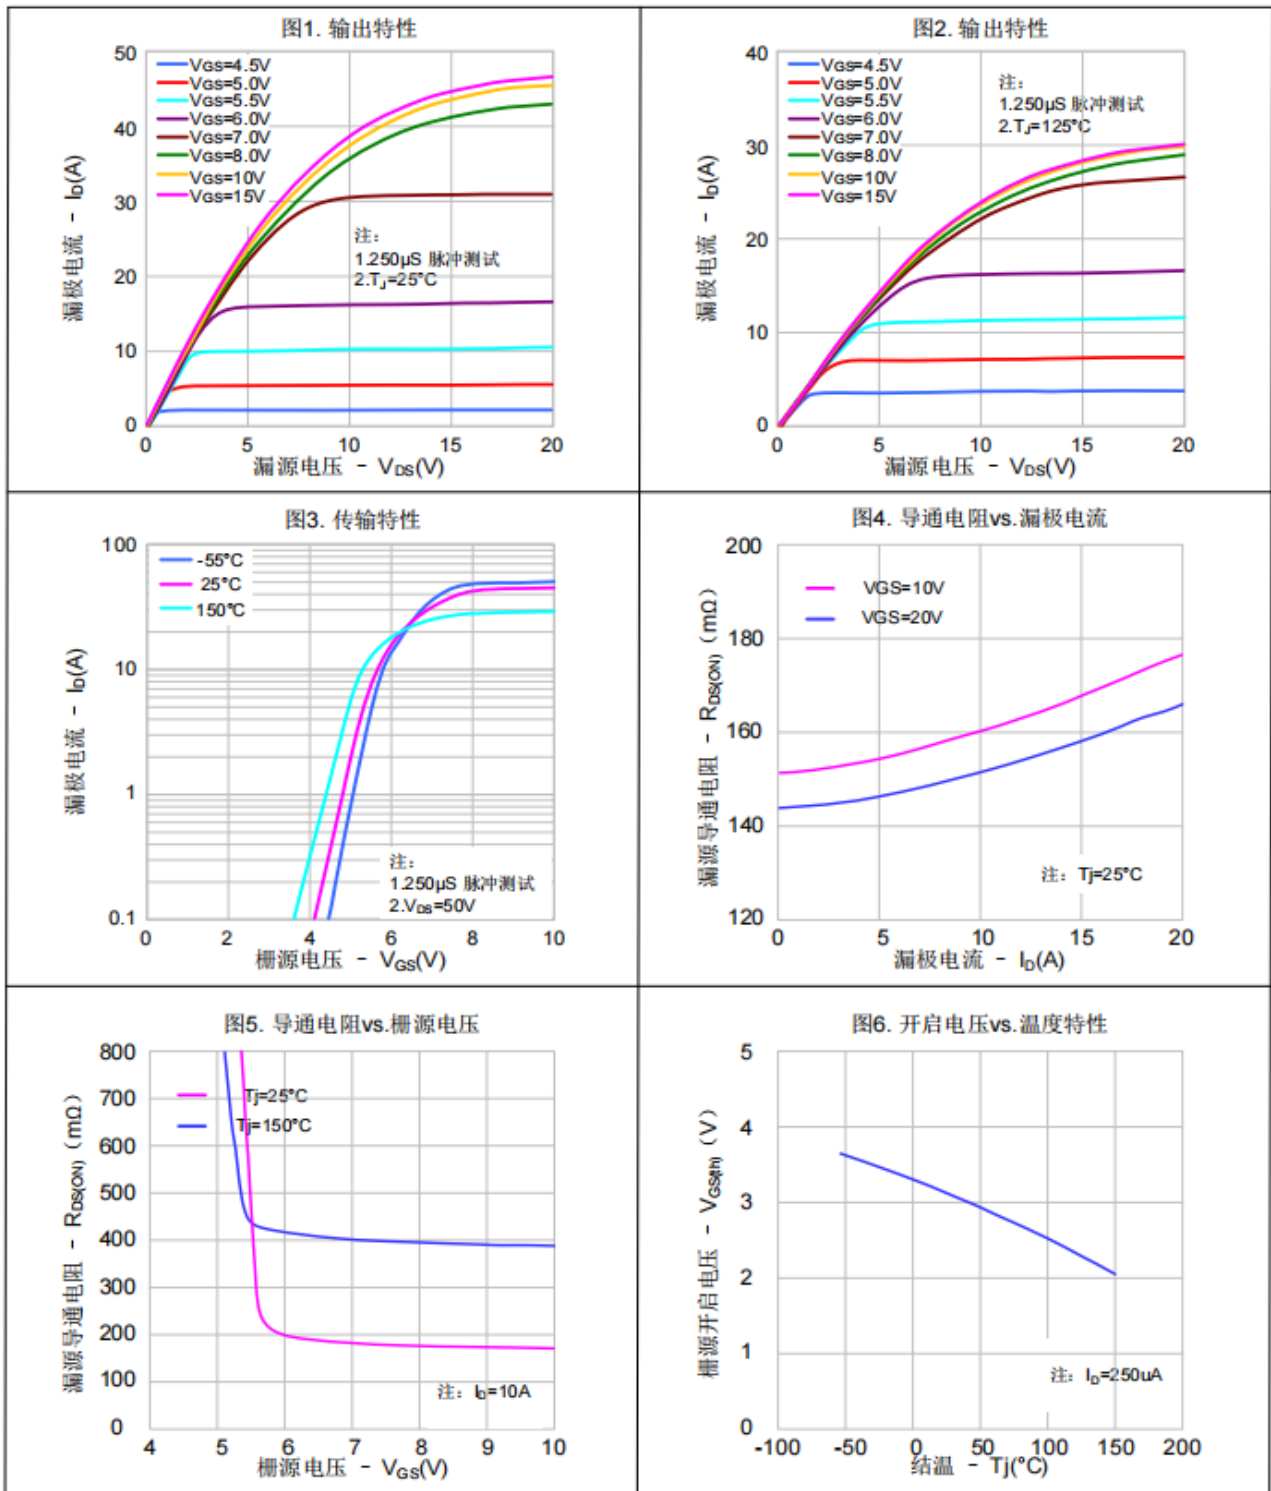 图1. 输出特性
50
40
30
20
10
0
0 5 10 15 20
漏极电流 - ID(A)
漏源电压 - VDS(V)
VGS=4.5V
VGS=5.0V
VGS=5.5V
VGS=6.0V
VGS=7.0V
VGS=8.0V
VGS=10V
VGS=15V
注：
1.250µS 脉冲测试
2.TJ=25°C
图2. 输出特性
40
30
20
10
0
0 5 10 15 20
漏极电流 - ID(A)
漏源电压 - VDS(V)
VGS=4.5V
VGS=5.0V
VGS=5.5V
VGS=6.0V
VGS=7.0V
VGS=8.0V
VGS=10V
VGS=15V
注：
1.250µS 脉冲测试
2.TJ=125°C
图3. 传输特性
100
10
1
0.1
0 2 4 6 8 10
漏极电流 - ID(A)
栅源电压 - VGS(V)
-55°C
25°C
150°C
注：
1.250µS 脉冲测试
2.VDS=50V
图4. 导通电阻vs.漏极电流
200
180
160
140
120
0 5 10 15 20
漏源导通电阻 - RDS(ON)（mΩ）
漏极电流 - ID(A)
VGS=10V
VGS=20V
注：Tj=25°C
图5. 导通电阻vs.栅源电压
800
700
600
500
400
300
200
100
0
4 5 6 7 8 9 10
漏源导通电阻 - RDS(ON)（mΩ）
栅源电压 - VGS(V)
Tj=25°C
Tj=150°C
注：ID=10A
图6. 开启电压vs.温度特性
5
4
3
2
1
0
-100 -50 0 50 100 150 200
栅源开启电压 - VGS(th)（V）
结温 - Tj(°C)
注：ID=250uA